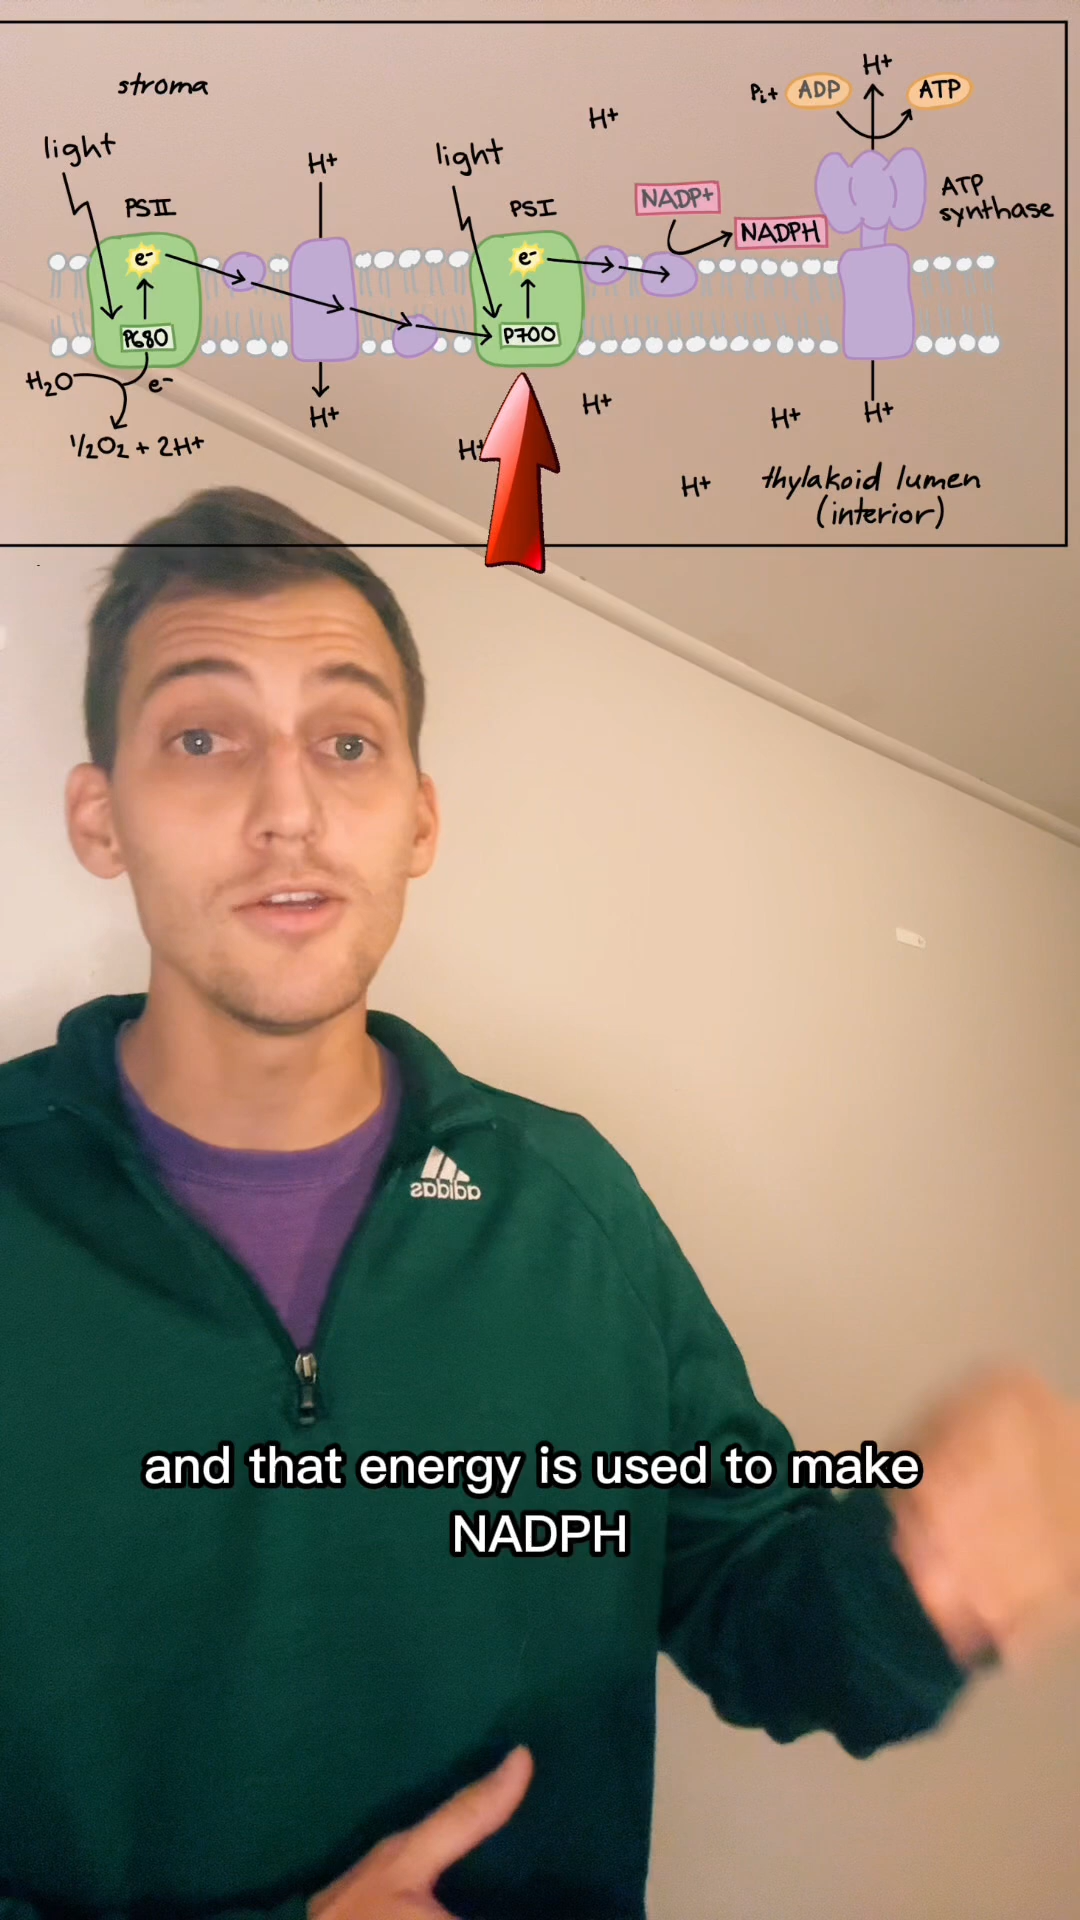 stroma
light
PSII
e-
P680
H₂O
e-
½O₂ + 2H+
H+
H+
light
PSI
e-
P700
H+
NADP+
NADPH
Pi+ ADP
H+
ATP
ATP
synthase
H+
H+
H+
H+
H+
thylakoid lumen
(interior)
adidas
and that energy is used to make
NADPH